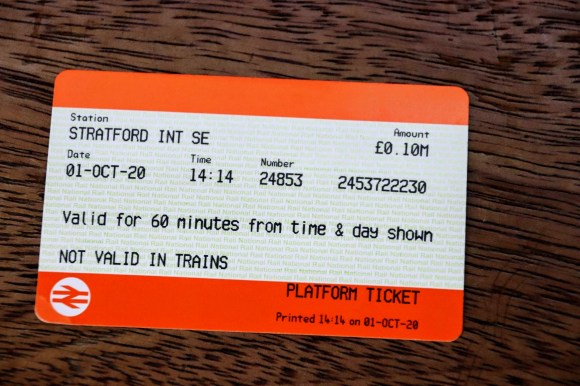 Station
STRATFORD INT SE
Amount
£0.10M
Date Time Number
01-OCT-20 14:14 24853 2453722230
Valid for 60 minutes from time & day shown
NOT VALID IN TRAINS
PLATFORM TICKET
Printed 14:14 on 01-OCT-20